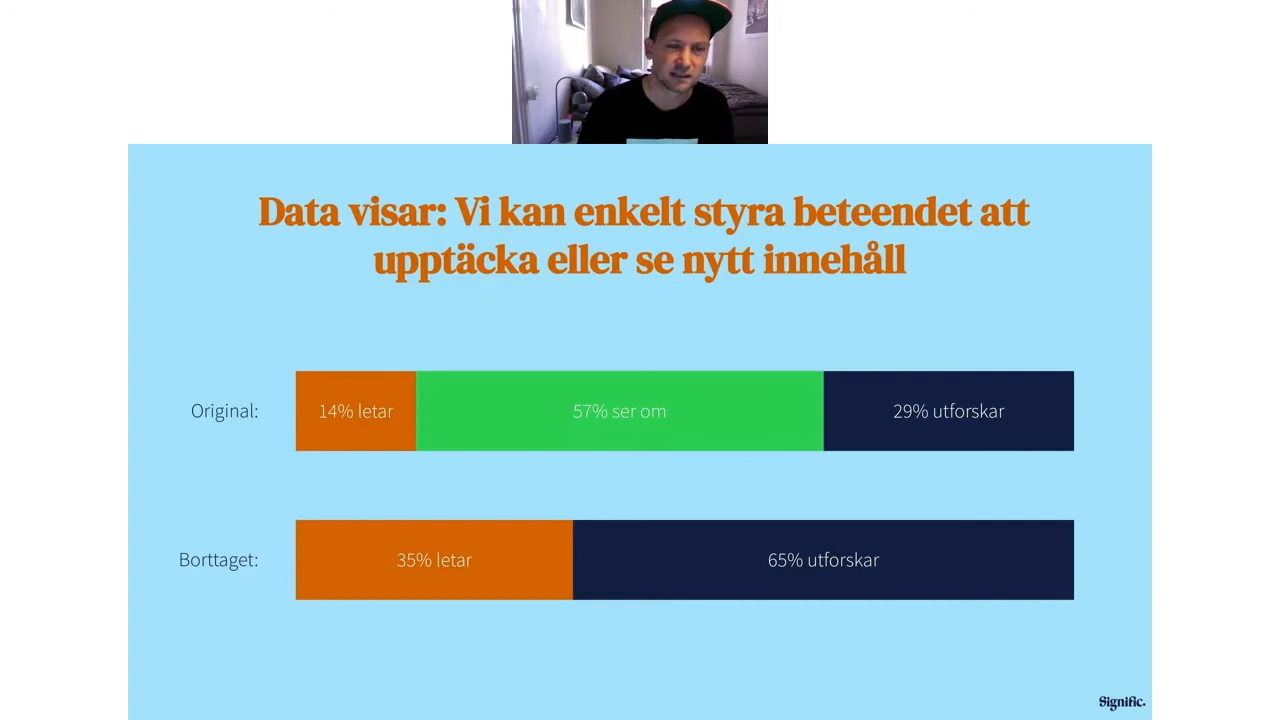 Data visar: Vi kan enkelt styra beteendet att
upptäcka eller se nytt innehåll
Original:
14% letar
57% ser om
29% utforskar
Borttaget:
35% letar
65% utforskar
Signific.